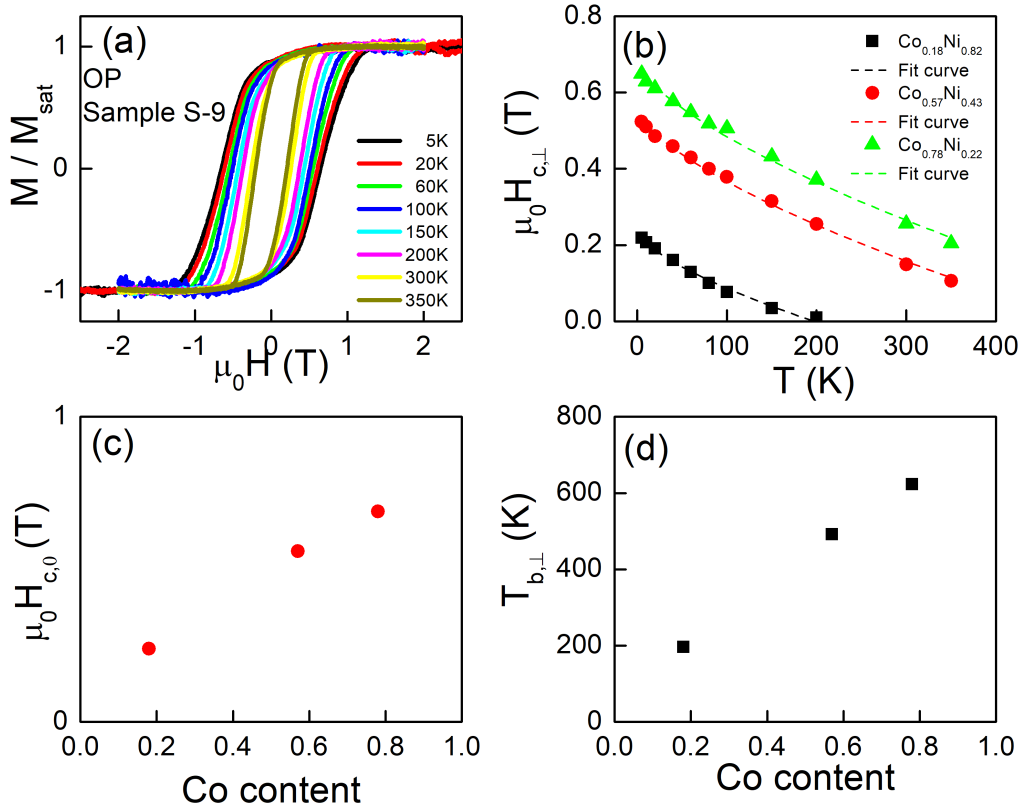 (a)
OP
Sample S-9
M / M_sat
1
0
-1
5K
20K
60K
100K
150K
200K
300K
350K
-2 -1 0 1 2
μ₀H (T)
(b)
μ₀H_c,⊥ (T)
0.8
0.6
0.4
0.2
0.0
Co₀.₁₈Ni₀.₈₂
Fit curve
Co₀.₅₇Ni₀.₄₃
Fit curve
Co₀.₇₈Ni₀.₂₂
Fit curve
0 100 200 300
T (K)
(c)
μ₀H_c,0 (T)
1
0
0.0 0.2 0.4 0.6 0.8 1.0
Co content
(d)
T_b,⊥ (K)
800
600
400
200
0
0.0 0.2 0.4 0.6 0.8 1.0
Co content